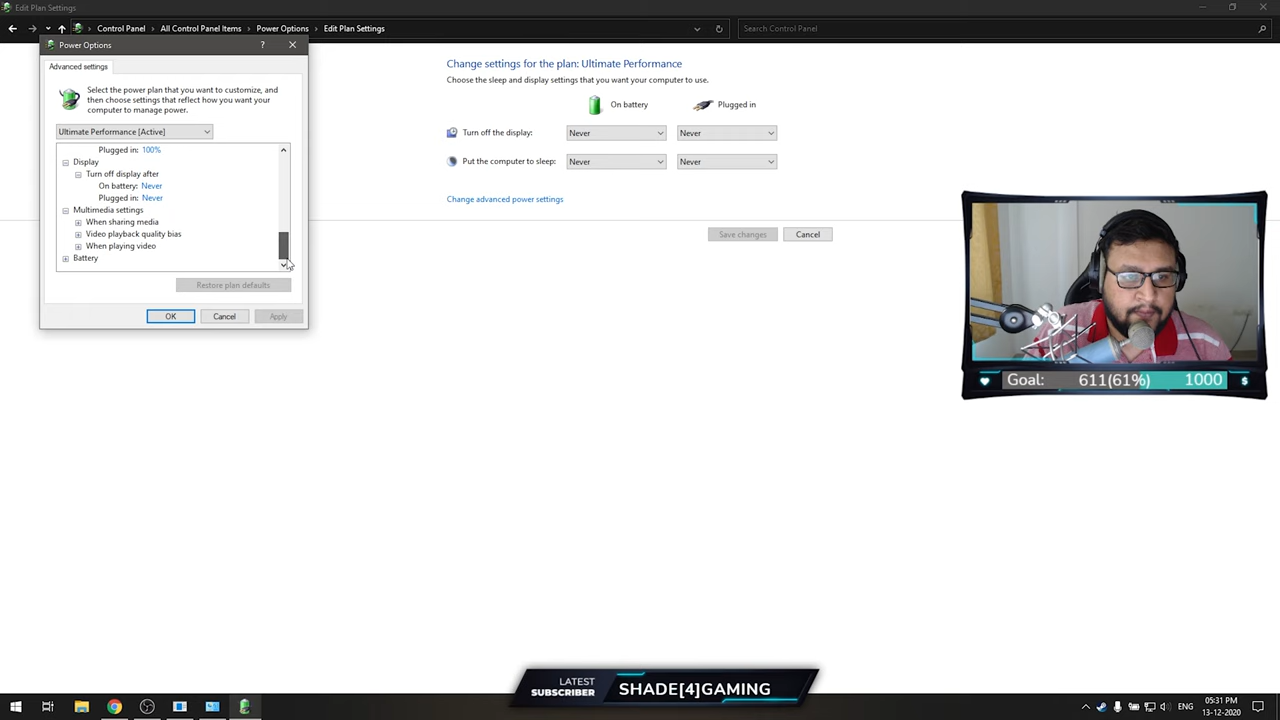 Edit Plan Settings
Control Panel
All Control Panel Items
Power Options
Edit Plan Settings
Search Control Panel
Power Options
?
Advanced settings
Select the power plan that you want to customize, and
then choose settings that reflect how you want your
computer to manage power.
Ultimate Performance [Active]
Plugged in: 100%
Display
Turn off display after
On battery: Never
Plugged in: Never
Multimedia settings
When sharing media
Video playback quality bias
When playing video
Battery
Restore plan defaults
OK
Cancel
Apply
Change settings for the plan: Ultimate Performance
Choose the sleep and display settings that you want your computer to use.
On battery
Plugged in
Turn off the display:
Never
Never
Put the computer to sleep:
Never
Never
Change advanced power settings
Save changes
Cancel
Goal: 611(61%) 1000 $
LATEST
SUBSCRIBER
SHADE[4]GAMING
ENG
05:31 PM
13-12-2020